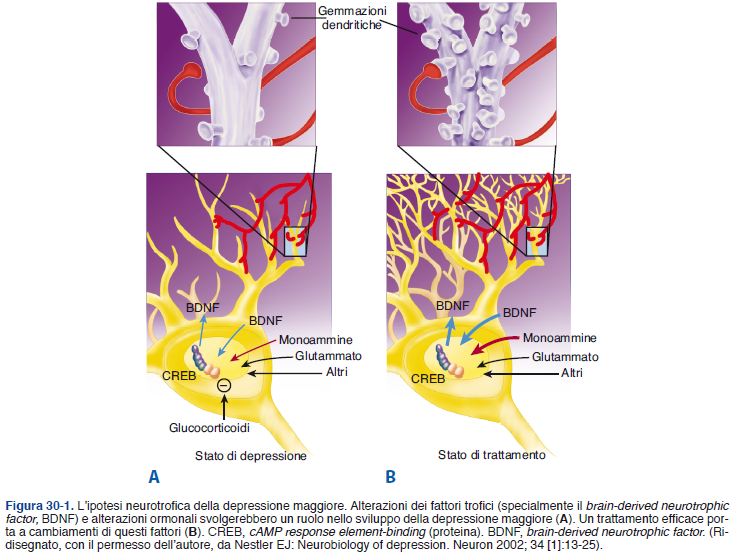 Gemmazioni
dendritiche
BDNF
BDNF
Monoammine
Glutammato
Altri
CREB
Glucocorticoidi
Stato di depressione
A
BDNF
BDNF
Monoammine
Glutammato
Altri
CREB
Stato di trattamento
B
Figura 30-1. L'ipotesi neurotrofica della depressione maggiore. Alterazioni dei fattori trofici (specialmente il brain-derived neurotrophic
factor, BDNF) e alterazioni ormonali svolgerebbero un ruolo nello sviluppo della depressione maggiore (A). Un trattamento efficace por-
ta a cambiamenti di questi fattori (B). CREB, cAMP response element-binding (proteina). BDNF, brain-derived neurotrophic factor. (Ri-
disegnato, con il permesso dell'autore, da Nestler EJ: Neurobiology of depression. Neuron 2002; 34 [1]:13-25).